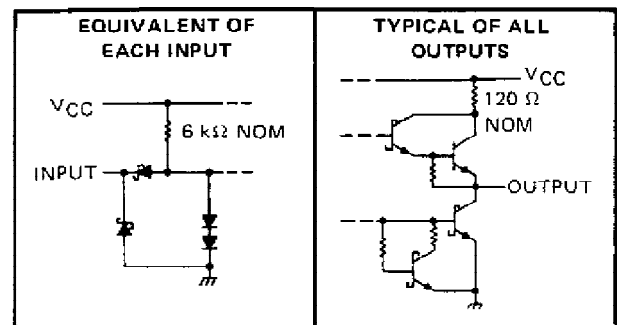 EQUIVALENT OF
EACH INPUT
VCC
6 kΩ NOM
INPUT
TYPICAL OF ALL
OUTPUTS
VCC
120 Ω
NOM
OUTPUT